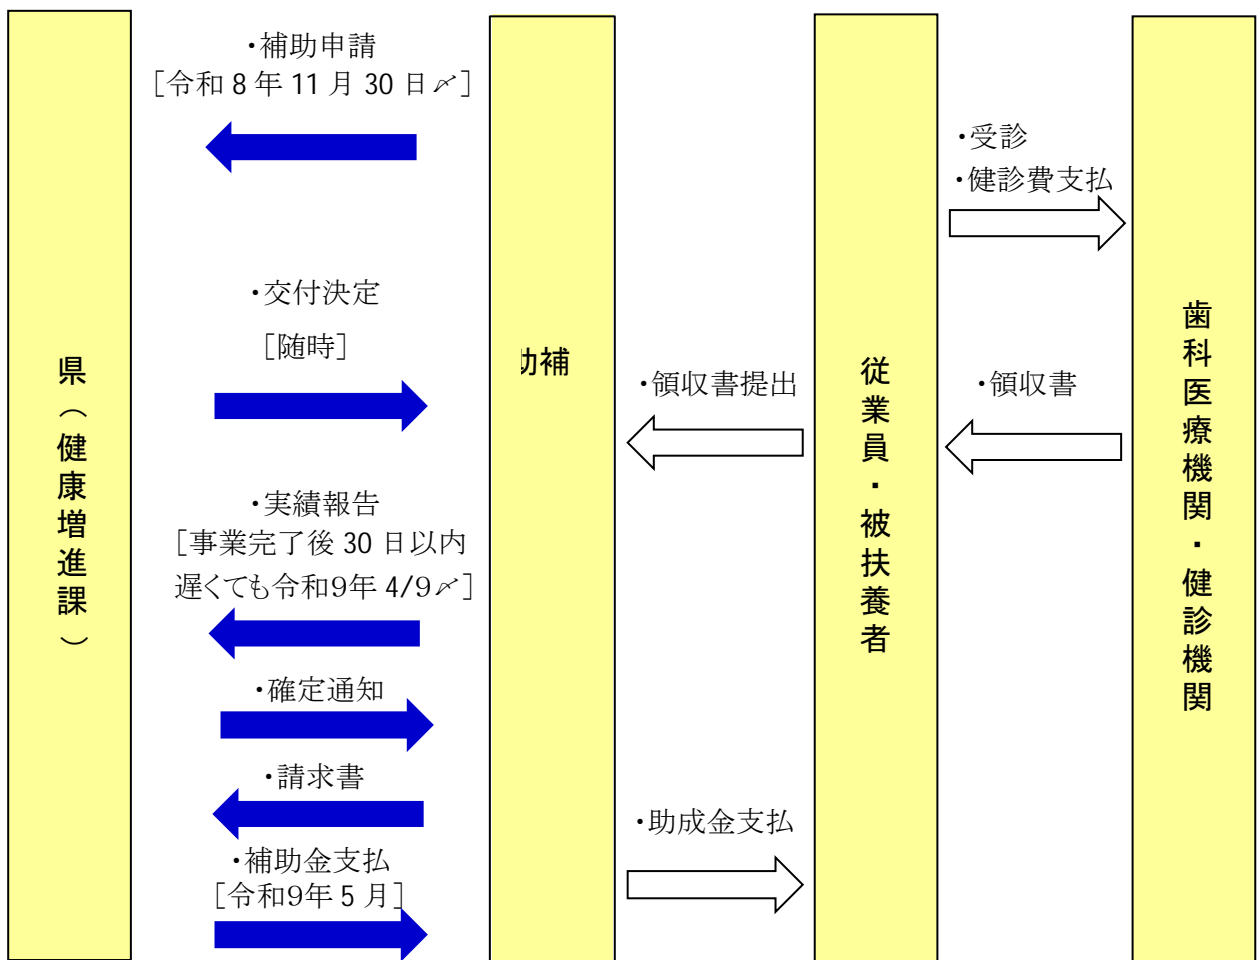 ・補助申請
[令和 8 年 11 月 30 日〆]
・受診
・健診費支払
・交付決定
[随時]
県（健康増進課）
補
・領収書提出
従業員・被扶養者
・領収書
歯科医療機関・健診機関
・実績報告
[事業完了後 30 日以内
遅くても令和９年 4/9〆]
・確定通知
・請求書
・補助金支払
[令和９年 5 月]
・助成金支払